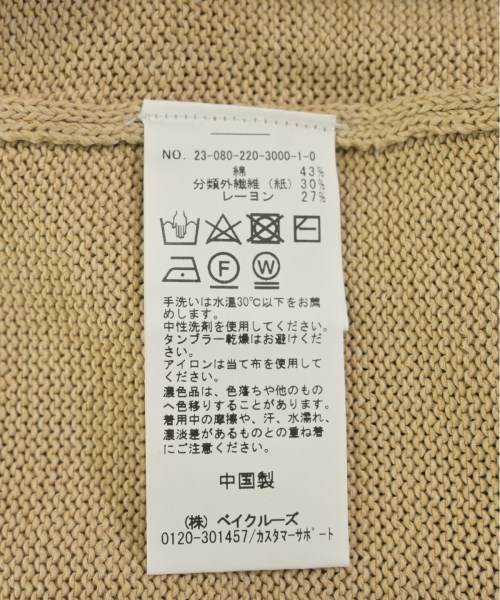 NO. 23-080-220-3000-1-0
綿 43%
分類外繊維（紙）30%
レーヨン 27%
F W
手洗いは水温30℃以下をお薦
めします。
中性洗剤を使用してください。
タンブラー乾燥はお避けくださ
い。
アイロンは当て布を使用して
ください。
濃色品は、色落ちや他のもの
へ色移りすることがあります。
着用中の摩擦や、汗、水濡れ、
濃淡差があるものとの重ね着
にご注意ください。
中国製
（株）ベイクルーズ
0120-301457/カスタマーサポート